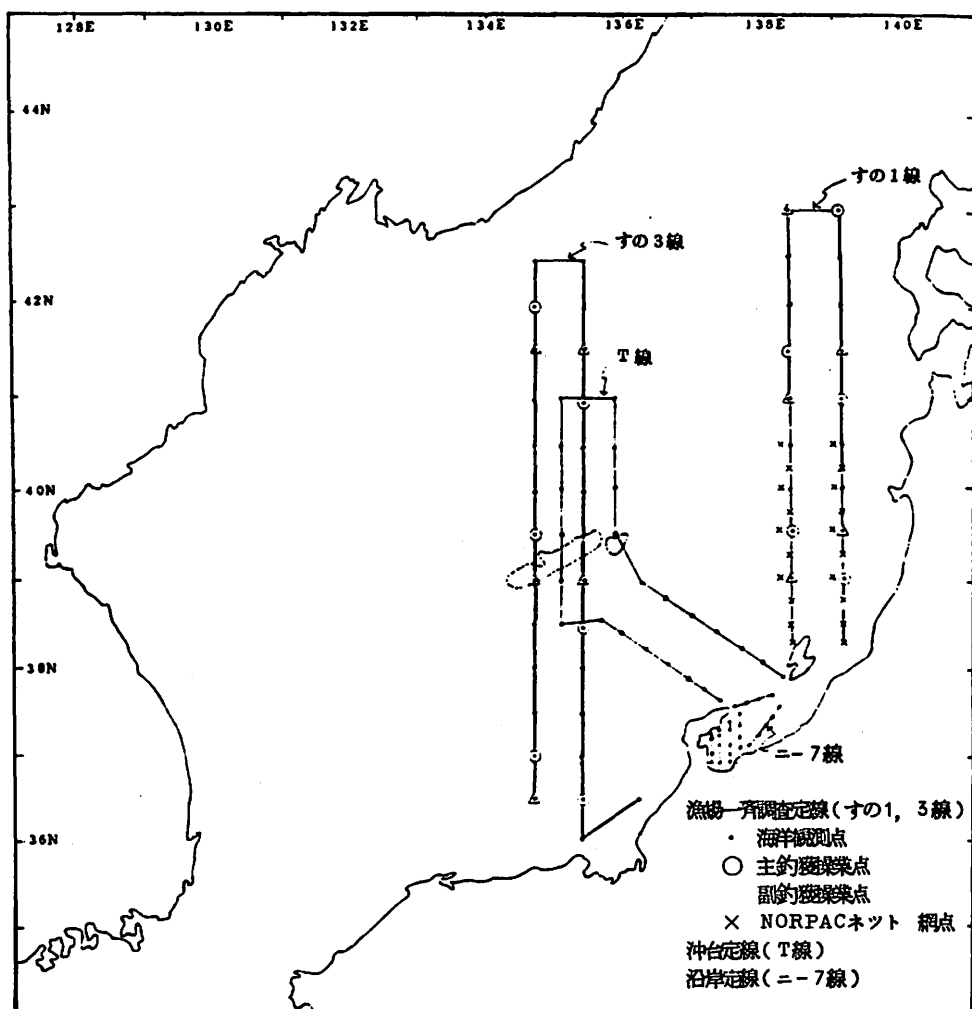 128E 130E 132E 134E 136E 138E 140E
44N
すの1線
すの3線
42N
T線
40N
38N
ニ-7線
漁場一斉調査定線(すの1, 3線)
・ 海洋観測点
○ 主釣獲操業点
副釣獲操業点
× NORPACネット 網点
36N
沖合定線(T線)
沿岸定線(ニ-7線)